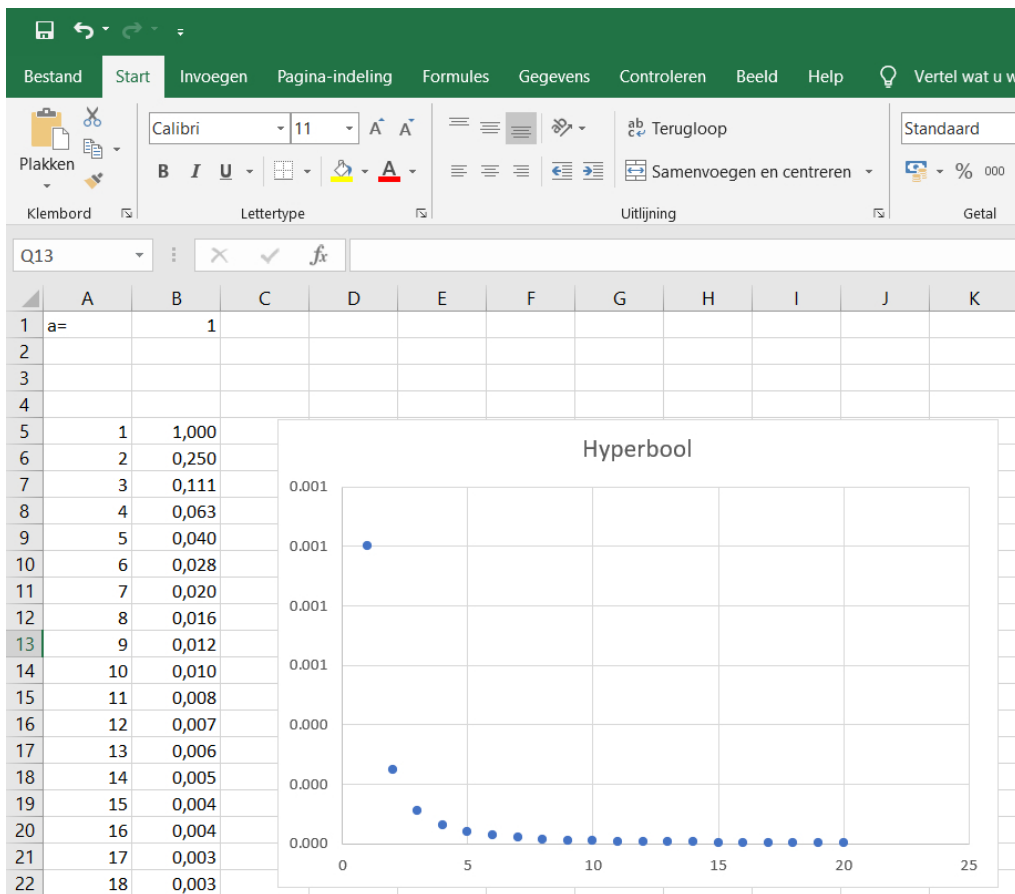 Bestand Start Invoegen Pagina-indeling Formules Gegevens Controleren Beeld Help Vertel wat u w
Calibri 11 A A ab c Terugloop Standaard
Plakken B I U A Samenvoegen en centreren % 000
Klembord Lettertype Uitlijning Getal
Q13 fx
A B C D E F G H I J K
1 a= 1
2
3
4
5 1 1,000
6 2 0,250
7 3 0,111
8 4 0,063
9 5 0,040
10 6 0,028
11 7 0,020
12 8 0,016
13 9 0,012
14 10 0,010
15 11 0,008
16 12 0,007
17 13 0,006
18 14 0,005
19 15 0,004
20 16 0,004
21 17 0,003
22 18 0,003
Hyperbool
0.001
0.001
0.001
0.001
0.000
0.000
0.000
0 5 10 15 20 25